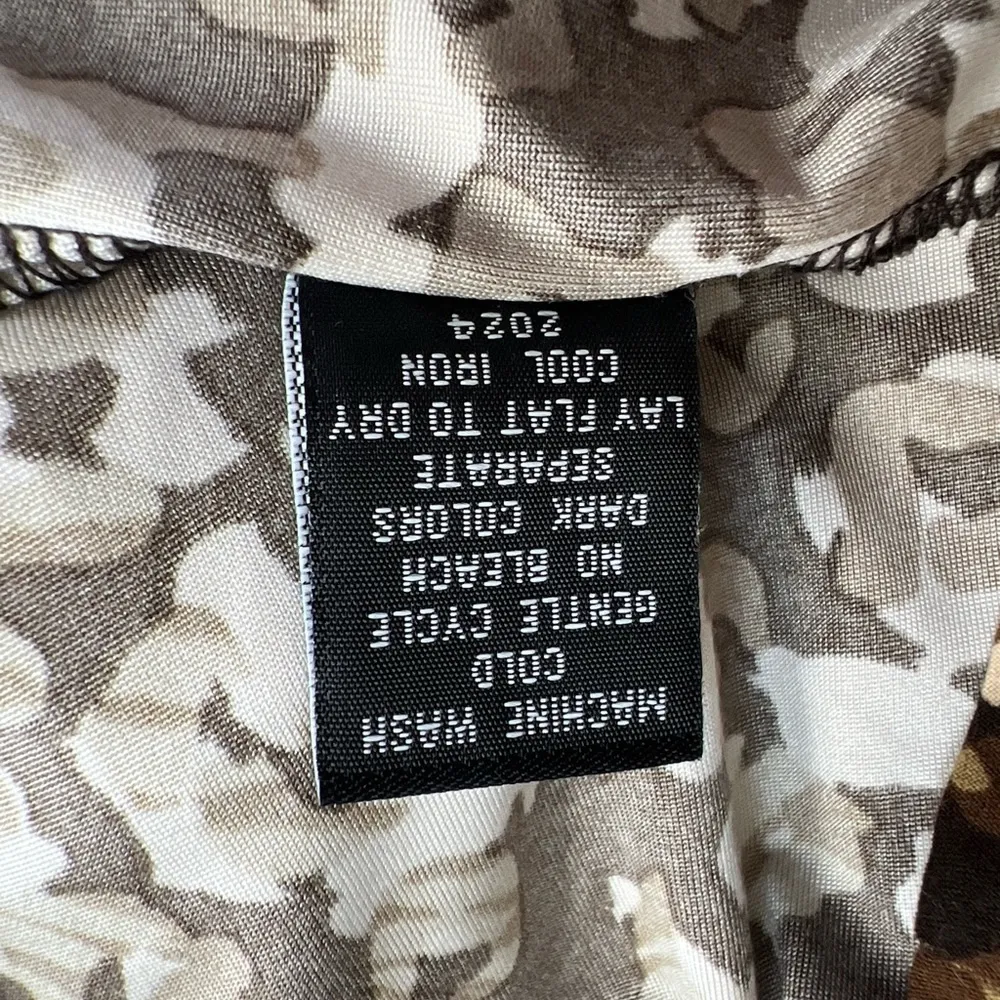 MACHINE WASH
COLD
GENTLE CYCLE
NO BLEACH
DARK COLORS
SEPARATE
LAY FLAT TO DRY
COOL IRON
2024